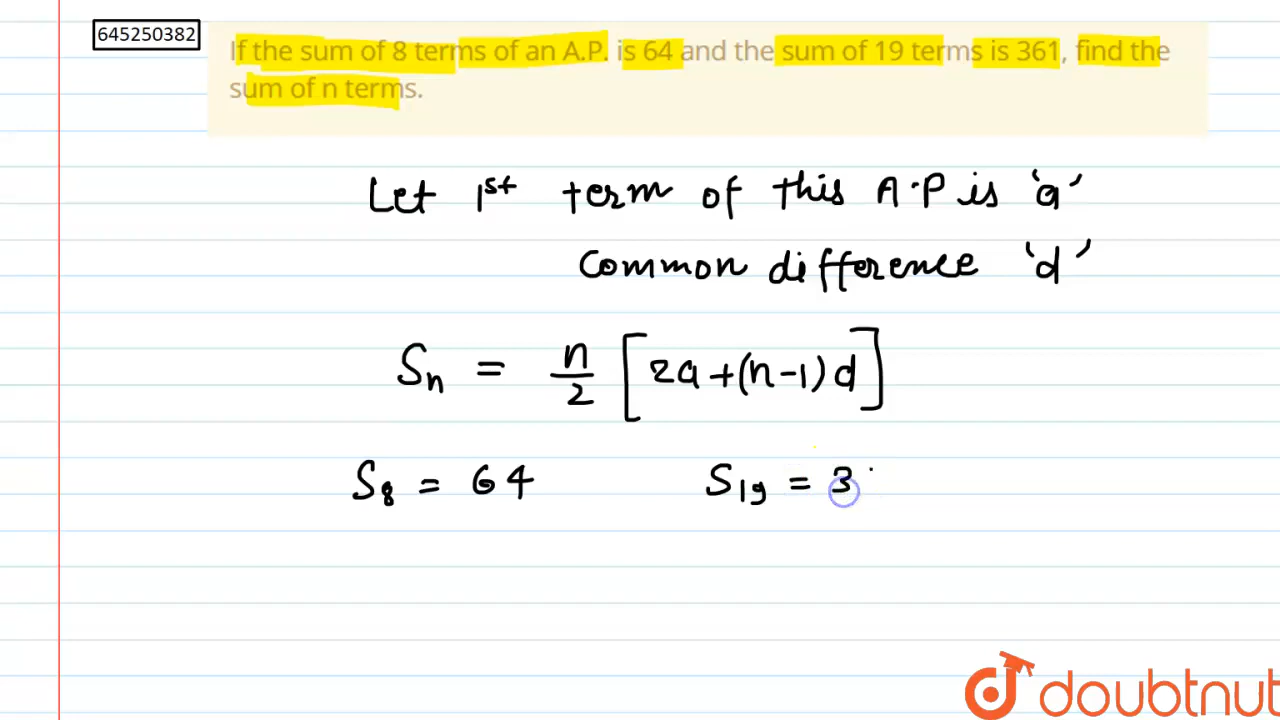 645250382
If the sum of 8 terms of an A.P. is 64 and the sum of 19 terms is 361, find the
sum of n terms.
Let 1st term of this A.P is 'a'
Common difference 'd'
Sn = n/2 [2a+(n-1)d]
S8 = 64 S19 = 3
doubtnut